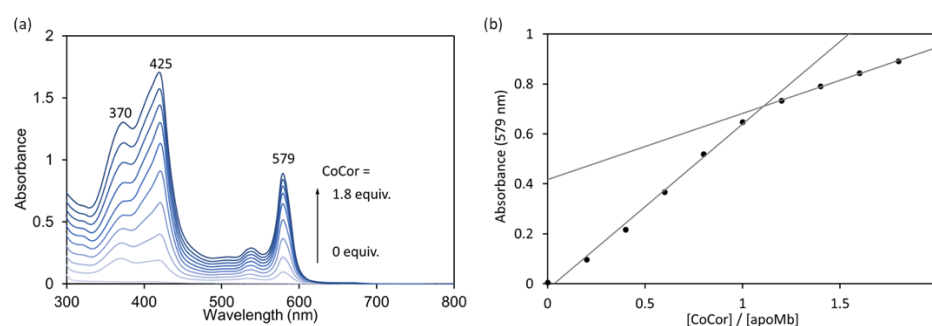 (a)
2
1.5
1
0.5
0
Absorbance
370
425
579
CoCor =
1.8 equiv.
0 equiv.
300 400 500 600 700 800
Wavelength (nm)
(b)
1
0.8
0.6
0.4
0.2
0
Absorbance (579 nm)
0 0.5 1 1.5
[CoCor] / [apoMb]